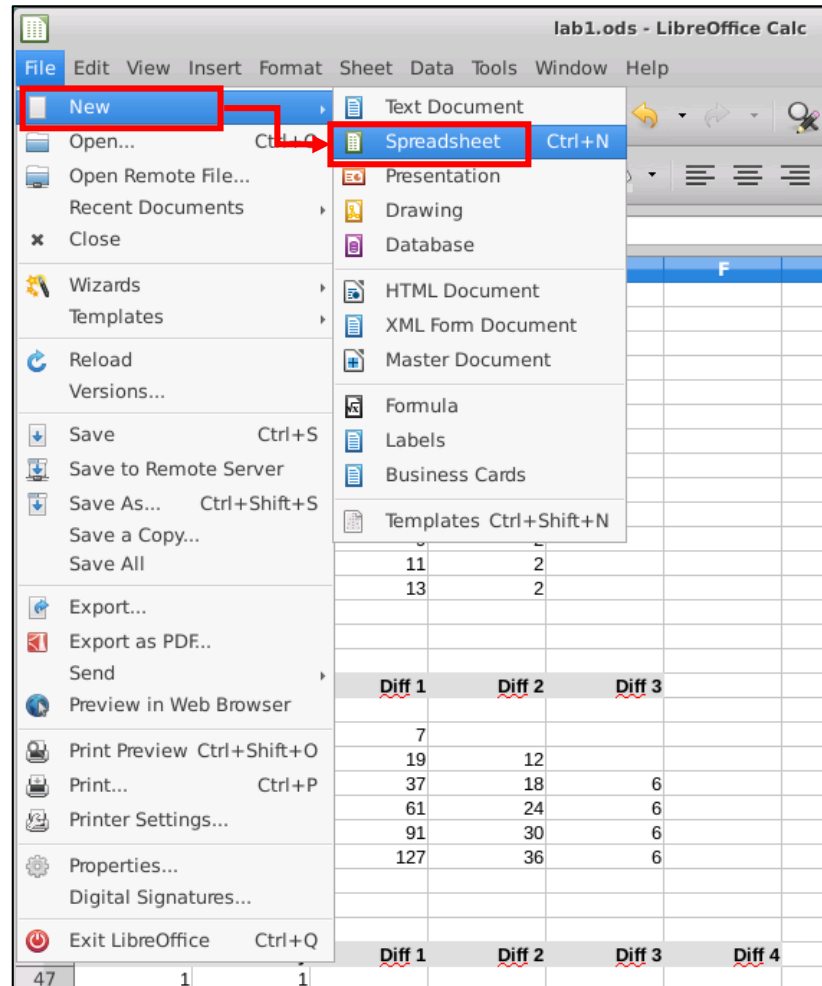 lab1.ods - LibreOffice Calc
File Edit View Insert Format Sheet Data Tools Window Help
New
Open... Ctrl+O
Open Remote File...
Recent Documents
Close
Wizards
Templates
Reload
Versions...
Save Ctrl+S
Save to Remote Server
Save As... Ctrl+Shift+S
Save a Copy...
Save All
Export...
Export as PDF...
Send
Preview in Web Browser
Print Preview Ctrl+Shift+O
Print... Ctrl+P
Printer Settings...
Properties...
Digital Signatures...
Exit LibreOffice Ctrl+Q
Text Document
Spreadsheet Ctrl+N
Presentation
Drawing
Database
HTML Document
XML Form Document
Master Document
Formula
Labels
Business Cards
Templates Ctrl+Shift+N
F
11 2
13 2
Diff 1 Diff 2 Diff 3
7
19 12
37 18 6
61 24 6
91 30 6
127 36 6
Diff 1 Diff 2 Diff 3 Diff 4
47 1 1